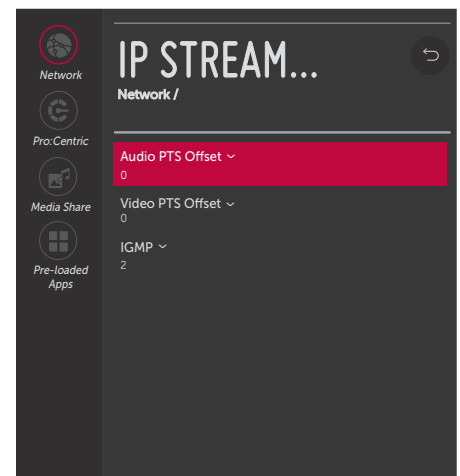 Network
Pro:Centric
Media Share
Pre-loaded
Apps
IP STREAM...
Network /
Audio PTS Offset
0
Video PTS Offset
0
IGMP
2